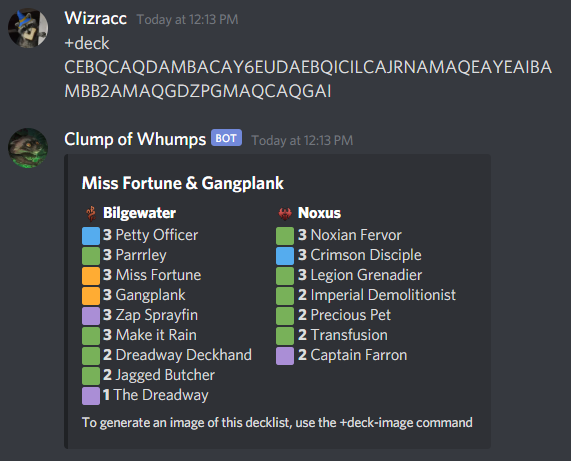 Wizracc Today at 12:13 PM
+deck
CEBQCAQDAMBACAY6EUDAEBQICILCAJRNAMAQEAYEAIBA
MBB2AMAQGDZPGMAQCAQGAI
Clump of Whumps BOT Today at 12:13 PM
Miss Fortune & Gangplank
Bilgewater
3 Petty Officer
3 Parrrley
3 Miss Fortune
3 Gangplank
3 Zap Sprayfin
3 Make it Rain
2 Dreadway Deckhand
2 Jagged Butcher
1 The Dreadway
Noxus
3 Noxian Fervor
3 Crimson Disciple
3 Legion Grenadier
2 Imperial Demolitionist
2 Precious Pet
2 Transfusion
2 Captain Farron
To generate an image of this decklist, use the +deck-image command